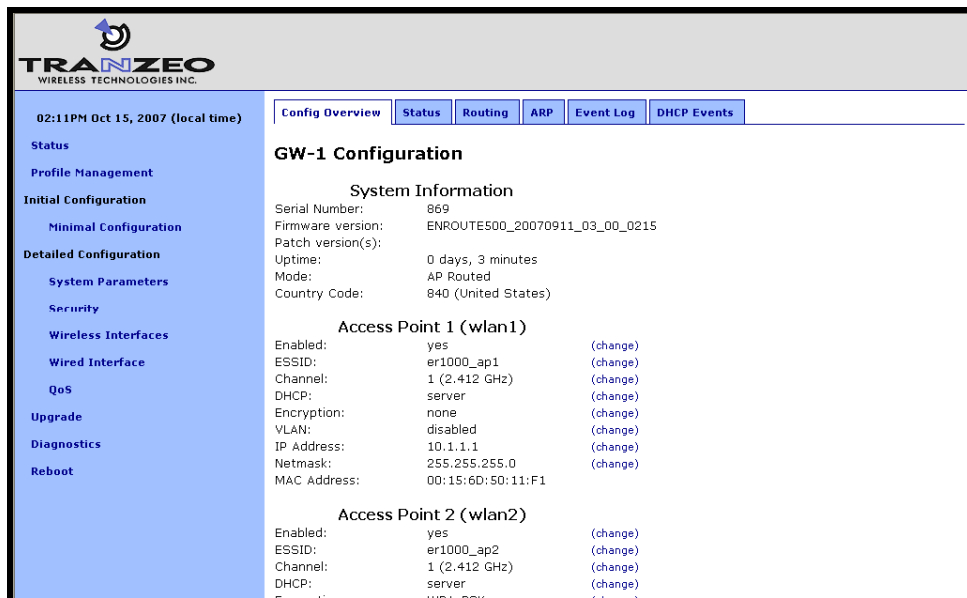 TRANZEO
WIRELESS TECHNOLOGIES INC.
02:11PM Oct 15, 2007 (local time)
Status
Profile Management
Initial Configuration
Minimal Configuration
Detailed Configuration
System Parameters
Security
Wireless Interfaces
Wired Interface
QoS
Upgrade
Diagnostics
Reboot
Config Overview Status Routing ARP Event Log DHCP Events
GW-1 Configuration
System Information
Serial Number: 869
Firmware version: ENROUTE500_20070911_03_00_0215
Patch version(s):
Uptime: 0 days, 3 minutes
Mode: AP Routed
Country Code: 840 (United States)
Access Point 1 (wlan1)
Enabled: yes (change)
ESSID: er1000_ap1 (change)
Channel: 1 (2.412 GHz) (change)
DHCP: server (change)
Encryption: none (change)
VLAN: disabled (change)
IP Address: 10.1.1.1 (change)
Netmask: 255.255.255.0 (change)
MAC Address: 00:15:6D:50:11:F1
Access Point 2 (wlan2)
Enabled: yes (change)
ESSID: er1000_ap2 (change)
Channel: 1 (2.412 GHz) (change)
DHCP: server (change)